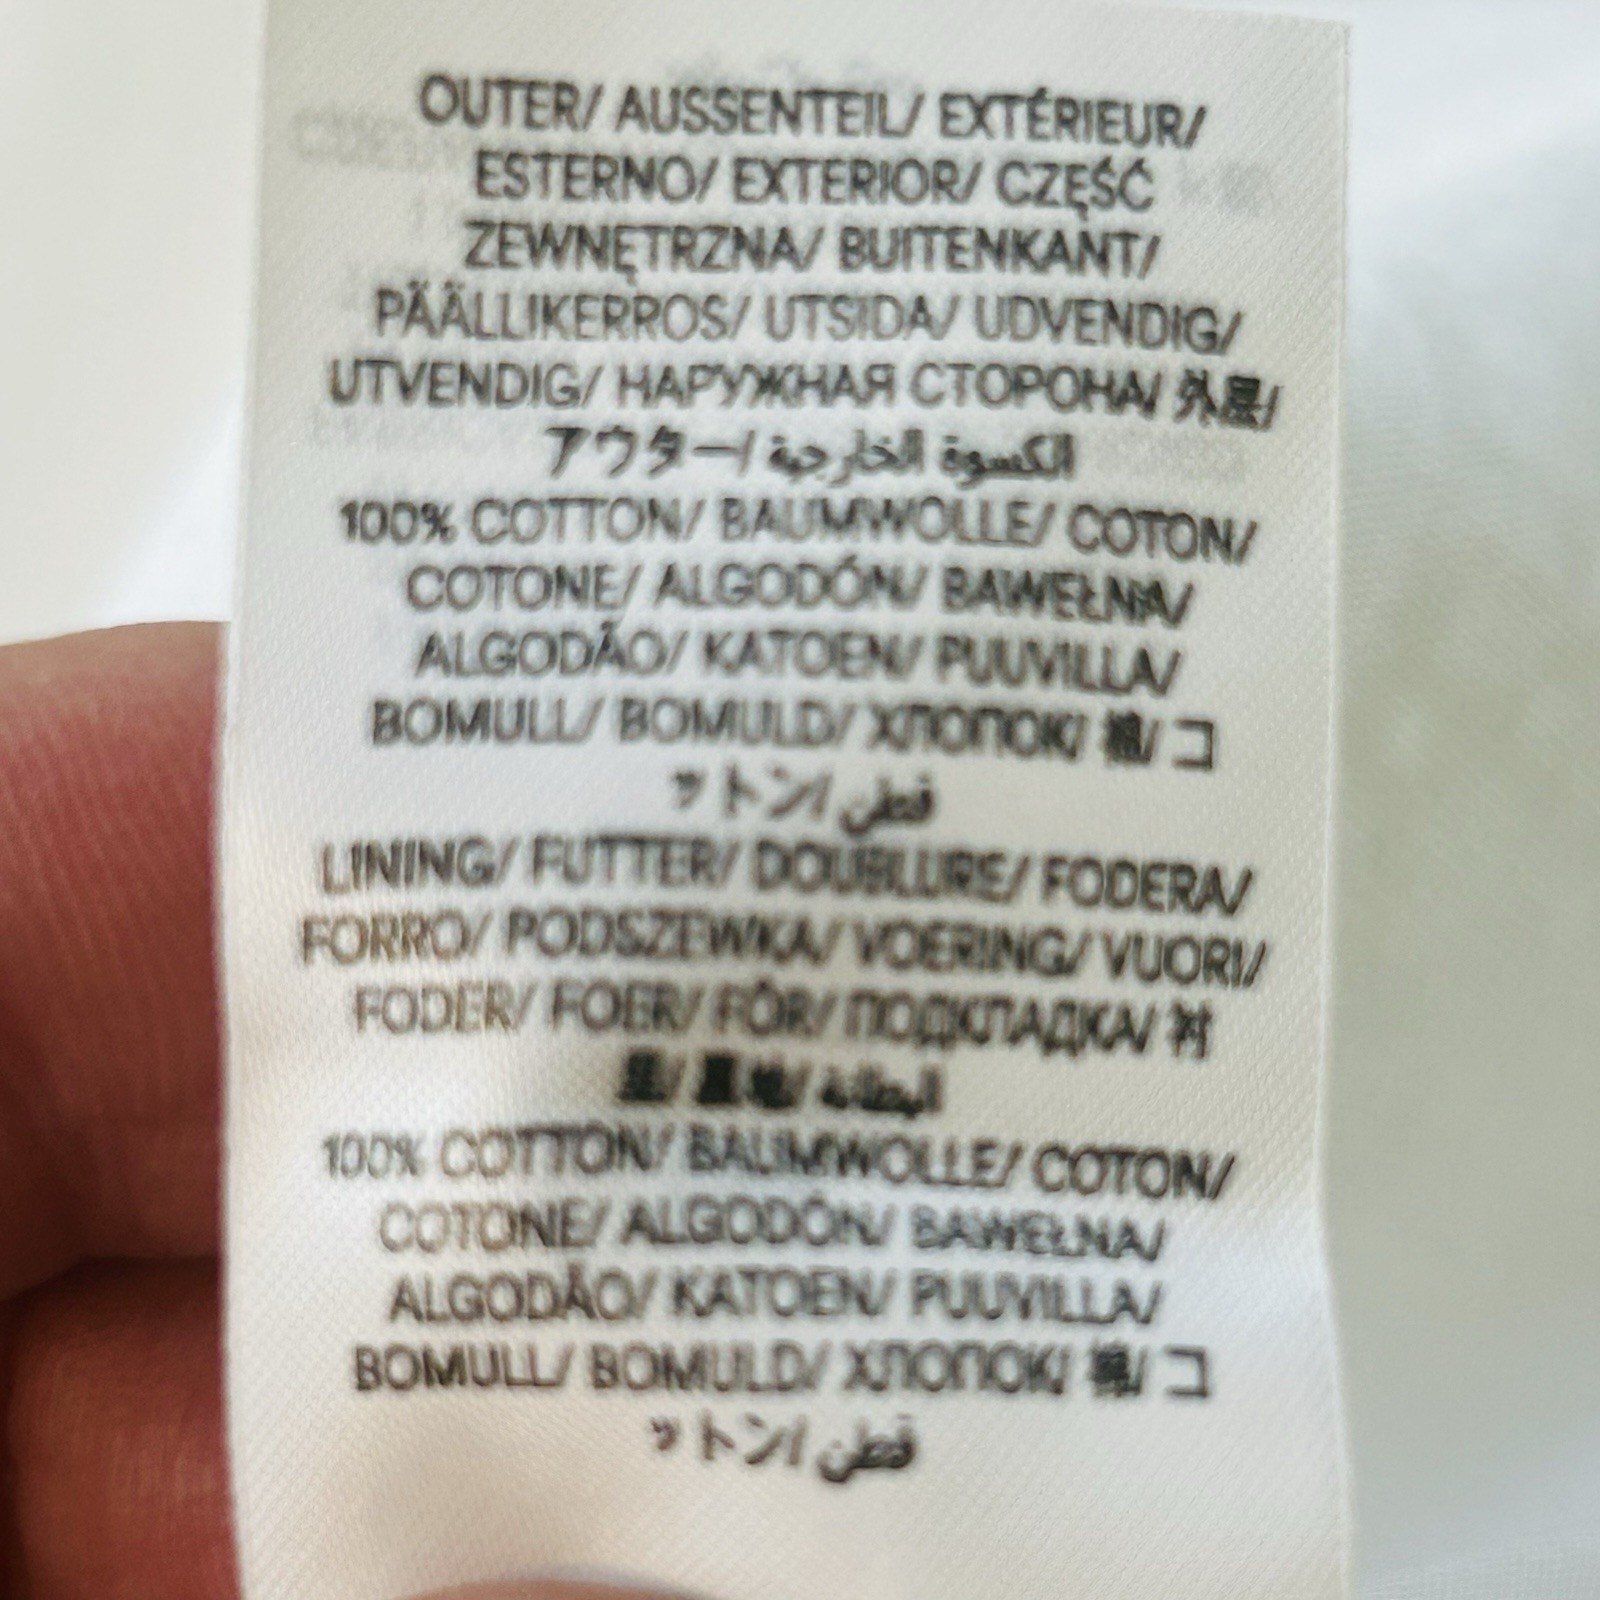 OUTER/ AUSSENTEIL/ EXTÉRIEUR/
ESTERNO/ EXTERIOR/ CZĘŚĆ
ZEWNĘTRZNA/ BUITENKANT/
PÄÄLLIKERROS/ UTSIDA/ UDVENDIG/
UTVENDIG/ НАРУЖНАЯ СТОРОНА/ 外层/
アウター/ الكسوة الخارجية
100% COTTON/ BAUMWOLLE/ COTON/
COTONE/ ALGODÓN/ BAWEŁNA/
ALGODÃO/ KATOEN/ PUUVILLA/
BOMULL/ BOMULD/ ХЛОПОК/ 棉/ コ
ットン/ قطن
LINING/ FUTTER/ DOUBLURE/ FODERA/
FORRO/ PODSZEWKA/ VOERING/ VUORI/
FODER/ FOER/ FÔR/ ПОДКЛАДКА/ 衬
里/ 裏地/ البطانة
100% COTTON/ BAUMWOLLE/ COTON/
COTONE/ ALGODÓN/ BAWEŁNA/
ALGODÃO/ KATOEN/ PUUVILLA/
BOMULL/ BOMULD/ ХЛОПОК/ 棉/ コ
ットン/ قطن